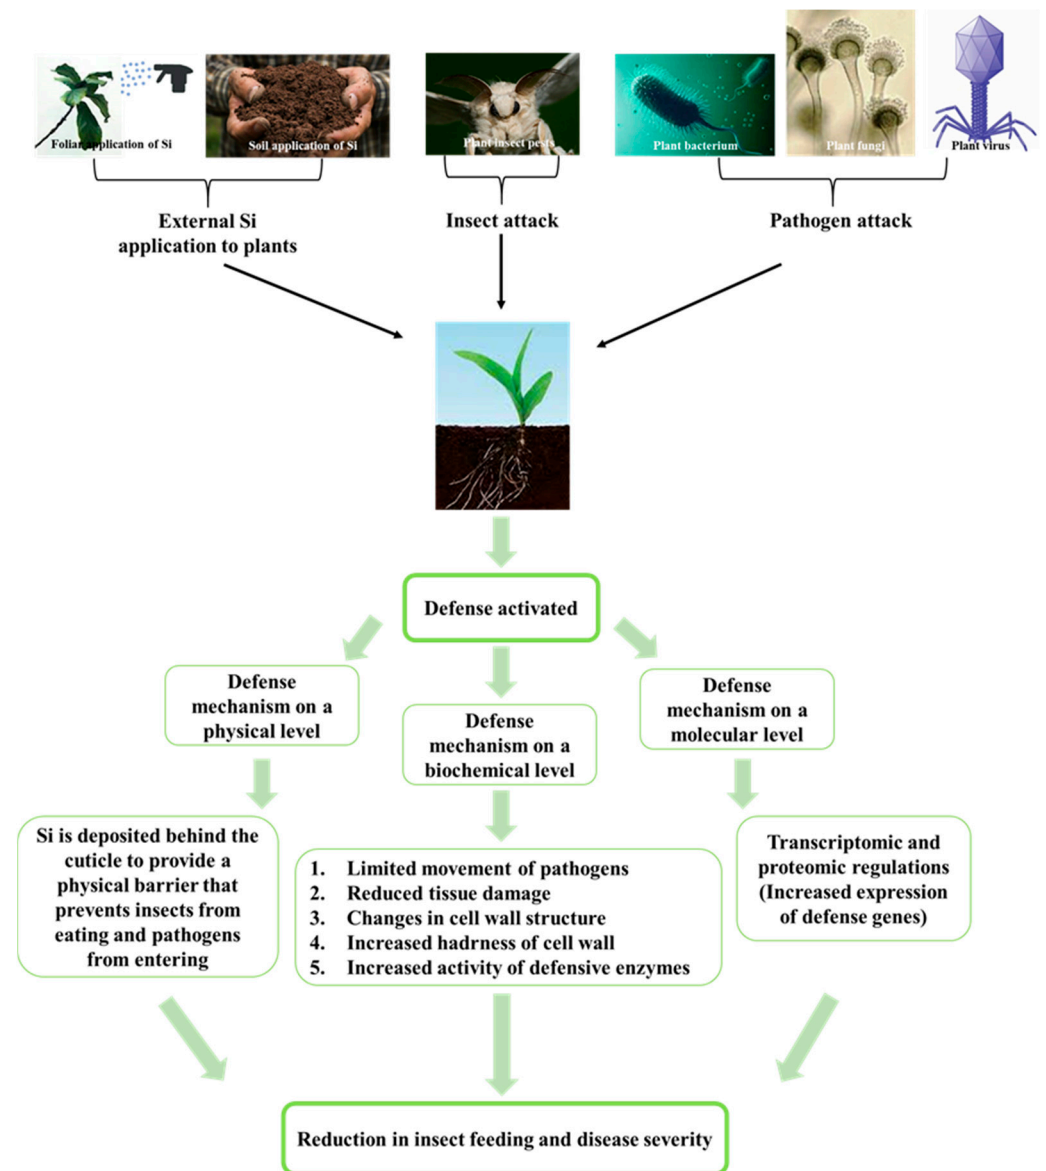 Foliar application of Si
Soil application of Si
Plant insect pests
Plant bacterium
Plant fungi
Plant virus
External Si
application to plants
Insect attack
Pathogen attack
Defense activated
Defense
mechanism on a
physical level
Defense
mechanism on a
biochemical level
Defense
mechanism on a
molecular level
Si is deposited behind the
cuticle to provide a
physical barrier that
prevents insects from
eating and pathogens
from entering
1. Limited movement of pathogens
2. Reduced tissue damage
3. Changes in cell wall structure
4. Increased hadrness of cell wall
5. Increased activity of defensive enzymes
Transcriptomic and
proteomic regulations
(Increased expression
of defense genes)
Reduction in insect feeding and disease severity